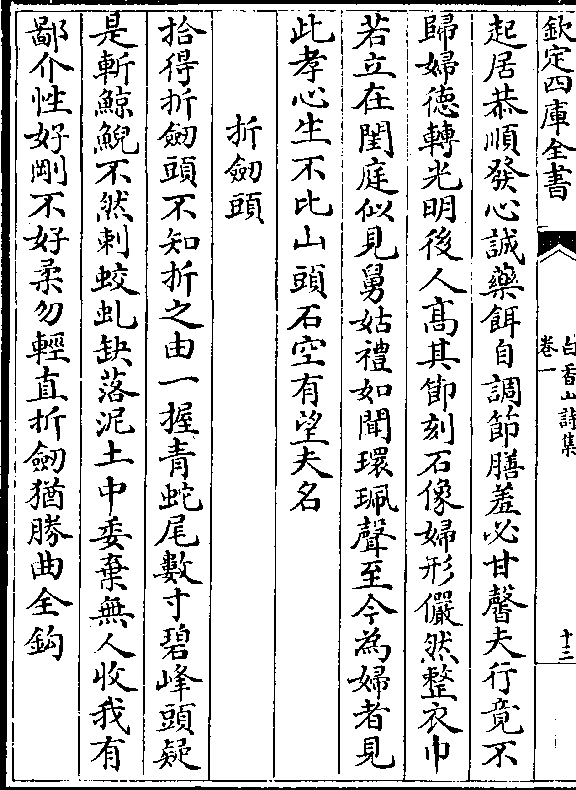 欽定四庫全書
白香山詩集
卷一
十三
起居恭順發心誠藥餌自調節膳羞必甘馨夫行竟不
歸婦德轉光明後人髙其節刻石像婦形儼然整衣巾
若立在閨庭似見舅姑禮如聞環珮聲至今為婦者見
此孝心生不比山頭石空有望夫名
折劒頭
拾得折劒頭不知折之由一握青蛇尾數寸碧峰頭疑
是斬鯨鯢不然刺蛟虬缺落泥土中委棄無人收我有
鄙介性好剛不好柔勿輕直折劒猶勝曲全鈎